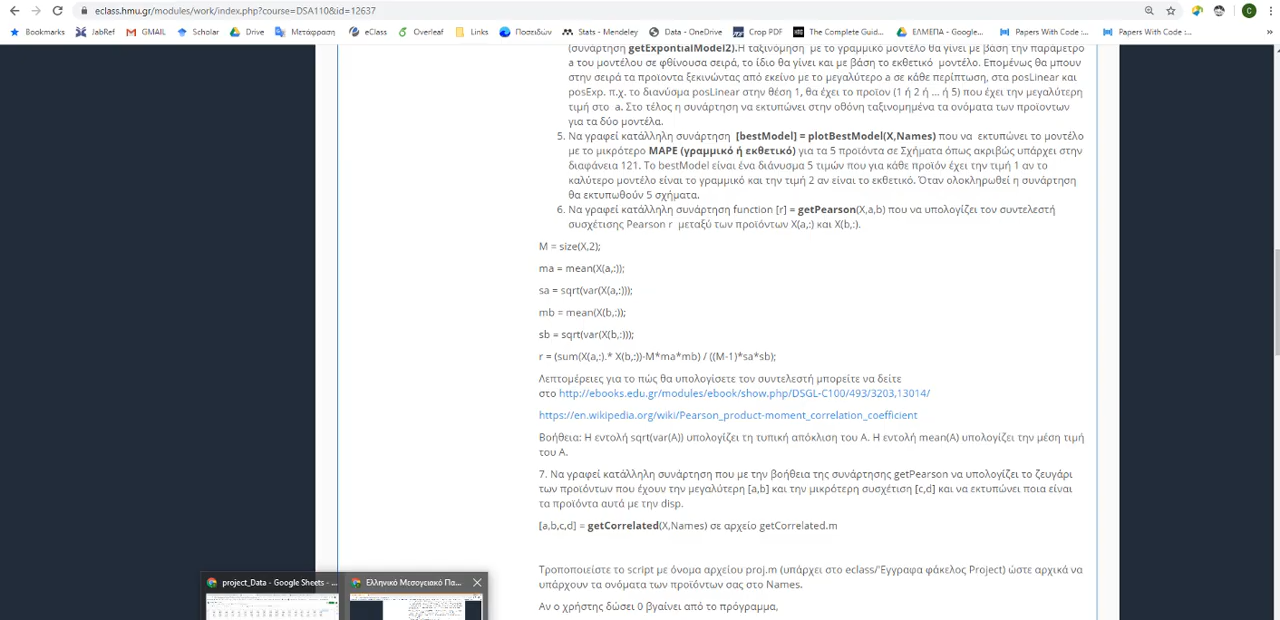 eclass.hmu.gr/modules/work/index.php?course=DSA110&id=12637
C
Bookmarks JabRef GMAIL Scholar Drive Μετάφραση eClass Overleaf Links Ποσειδών Stats - Mendeley Data - OneDrive Crop PDF The Complete Guid... ΕΛΜΕΠΑ - Google... Papers With Code :... Papers With Code :... »
(συνάρτηση getExpontialModel2).Η ταξινόμηση με το γραμμικό μοντέλο θα γίνει με βάση την παράμετρο
a του μοντέλου σε φθίνουσα σειρά, το ίδιο θα γίνει και με βάση το εκθετικό μοντέλο. Επομένως θα μπουν
στην σειρά τα προϊοντα ξεκινώντας από εκείνο με το μεγαλύτερο a σε κάθε περίπτωση, στα posLinear και
posExp. π.χ. το διάνυσμα posLinear στην θέση 1, θα έχει το προϊον (1 ή 2 ή ... ή 5) που έχει την μεγαλύτερη
τιμή στο a. Στο τέλος η συνάρτηση να εκτυπώνει στην οθόνη ταξινομημένα τα ονόματα των προϊοντων
για τα δύο μοντέλα.
5. Να γραφεί κατάλληλη συνάρτηση [bestModel] = plotBestModel(X,Names) που να εκτυπώνει το μοντέλο
με το μικρότερο MAPE (γραμμικό ή εκθετικό) για τα 5 προϊόντα σε Σχήματα όπως ακριβώς υπάρχει στην
διαφάνεια 121. Το bestModel είναι ένα διάνυσμα 5 τιμών που για κάθε προϊόν έχει την τιμή 1 αν το
καλύτερο μοντέλο είναι το γραμμικό και την τιμή 2 αν είναι το εκθετικό. Όταν ολοκληρωθεί η συνάρτηση
θα εκτυπωθούν 5 σχήματα.
6. Να γραφεί κατάλληλη συνάρτηση function [r] = getPearson(X,a,b) που να υπολογίζει τον συντελεστή
συσχέτισης Pearson r μεταξύ των προϊόντων X(a,:) και X(b,:).
M = size(X,2);
ma = mean(X(a,:));
sa = sqrt(var(X(a,:)));
mb = mean(X(b,:));
sb = sqrt(var(X(b,:)));
r = (sum(X(a,:).* X(b,:))-M*ma*mb) / ((M-1)*sa*sb);
Λεπτομέρειες για το πώς θα υπολογίσετε τον συντελεστή μπορείτε να δείτε
στο http://ebooks.edu.gr/modules/ebook/show.php/DSGL-C100/493/3203,13014/
https://en.wikipedia.org/wiki/Pearson_product-moment_correlation_coefficient
Βοήθεια: Η εντολή sqrt(var(A)) υπολογίζει τη τυπική απόκλιση του A. Η εντολή mean(A) υπολογίζει την μέση τιμή
του A.
7. Να γραφεί κατάλληλη συνάρτηση που με την βοήθεια της συνάρτησης getPearson να υπολογίζει το ζευγάρι
των προϊόντων που έχουν την μεγαλύτερη [a,b] και την μικρότερη συσχέτιση [c,d] και να εκτυπώνει ποια είναι
τα προϊόντα αυτά με την disp.
[a,b,c,d] = getCorrelated(X,Names) σε αρχείο getCorrelated.m
Τροποποιείστε το script με όνομα αρχείου proj.m (υπάρχει στο eclass/'Εγγραφα φάκελος Project) ώστε αρχικά να
υπάρχουν τα ονόματα των προϊόντων σας στο Names.
Αν ο χρήστης δώσει 0 βγαίνει από το πρόγραμμα,
project_Data - Google Sheets - ... Ελληνικό Μεσογειακό Πα...